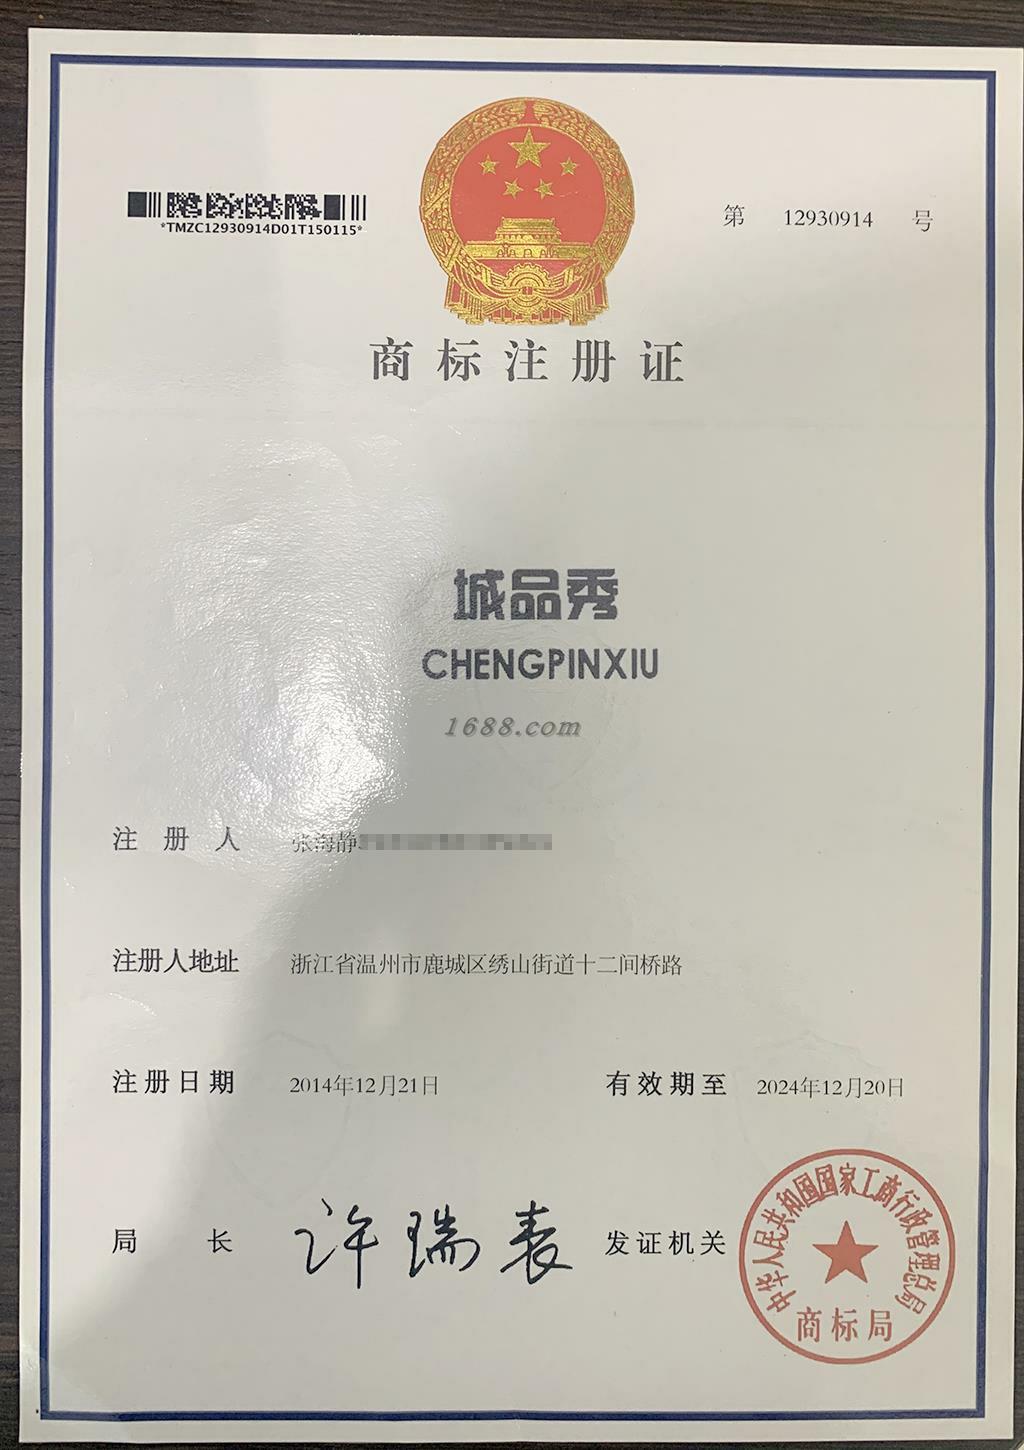 *TMZC12930914D01T150115*
第 12930914 号
商标注册证
城品秀
CHENGPINXIU
1688.com
注册人 张海静
注册人地址 浙江省温州市鹿城区绣山街道十二间桥路
注册日期 2014年12月21日 有效期至 2024年12月20日
局长 许瑞表 发证机关
中华人民共和国国家工商行政管理总局
商标局